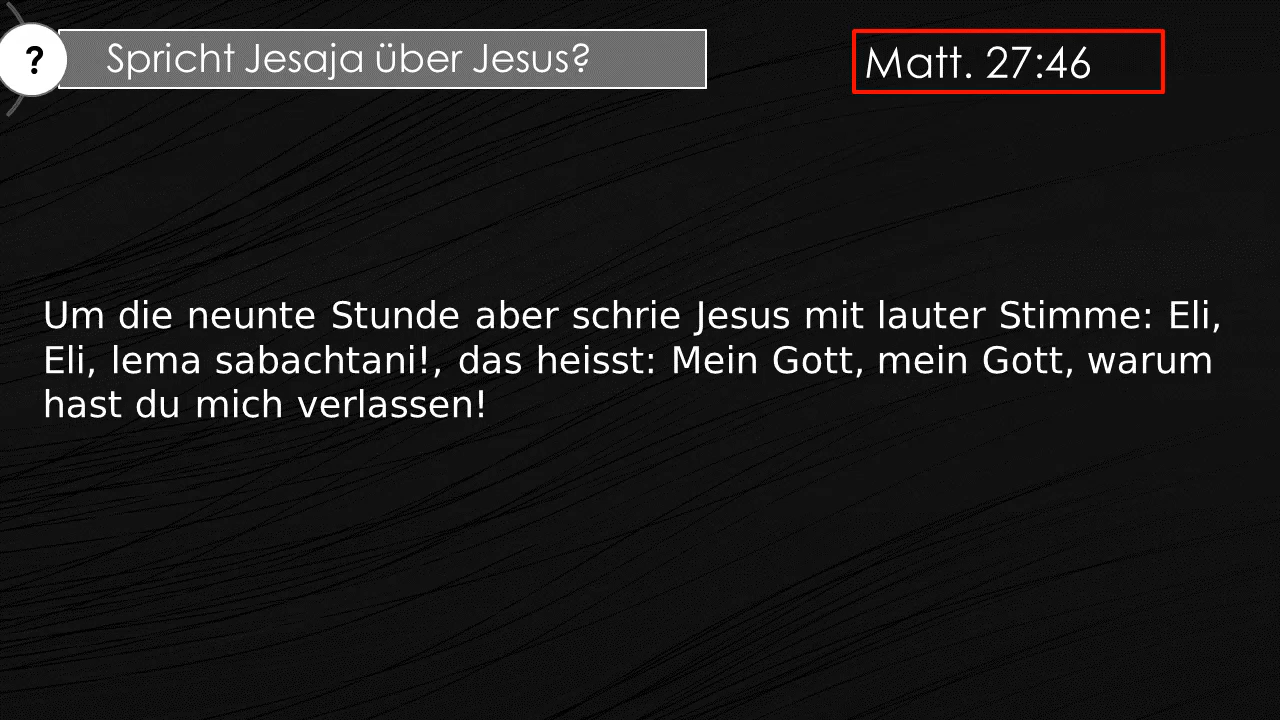 ?
Spricht Jesaja über Jesus?
Matt. 27:46
Um die neunte Stunde aber schrie Jesus mit lauter Stimme: Eli,
Eli, lema sabachtani!, das heisst: Mein Gott, mein Gott, warum
hast du mich verlassen!